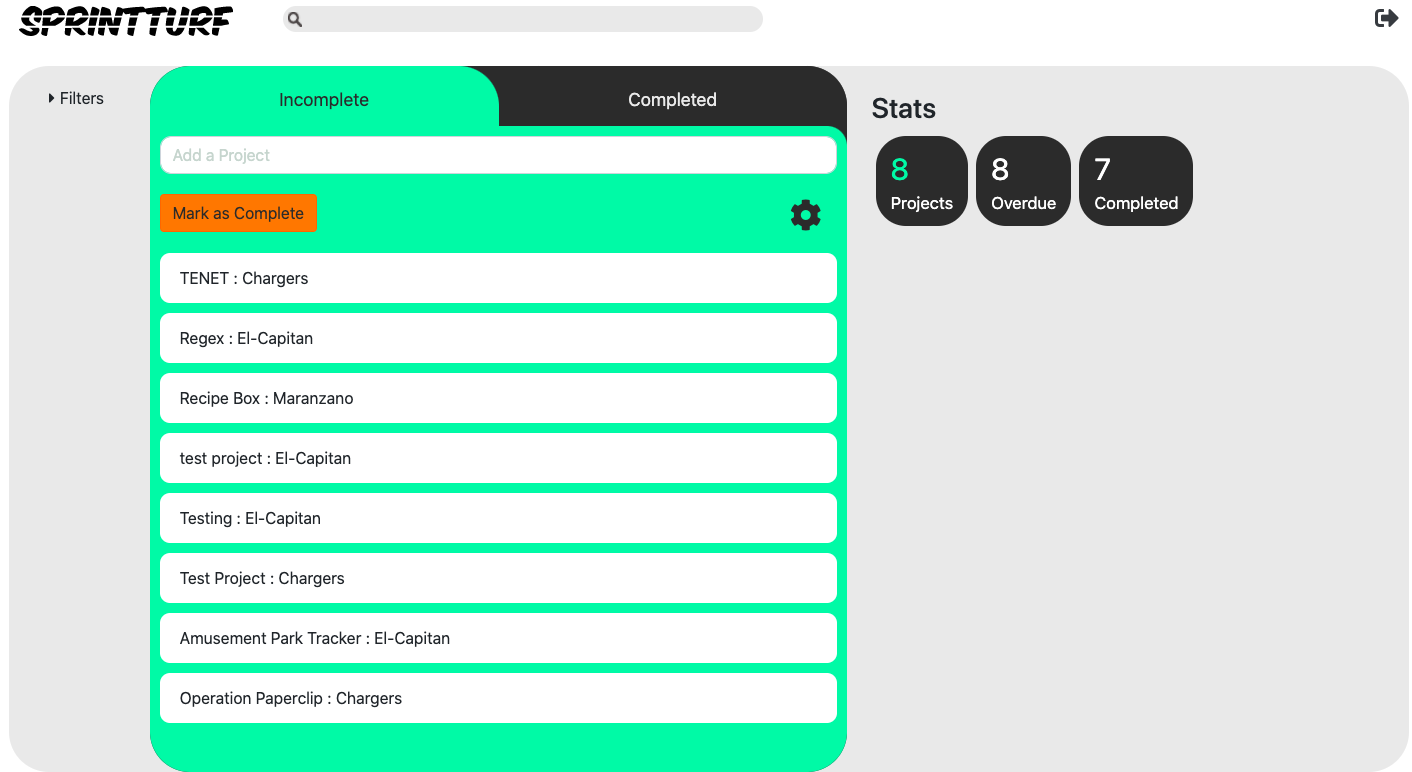 SPRINTTURF
Filters
Incomplete
Completed
Add a Project
Mark as Complete
TENET : Chargers
Regex : El-Capitan
Recipe Box : Maranzano
test project : El-Capitan
Testing : El-Capitan
Test Project : Chargers
Amusement Park Tracker : El-Capitan
Operation Paperclip : Chargers
Stats
8
Projects
8
Overdue
7
Completed